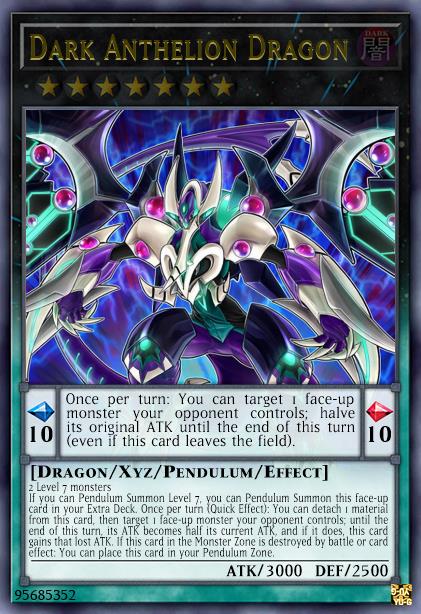 Dark Anthelion Dragon
DARK
闇
Once per turn: You can target 1 face-up
monster your opponent controls; halve
its original ATK until the end of this turn
(even if this card leaves the field).
10
10
[Dragon/Xyz/Pendulum/Effect]
2 Level 7 monsters
If you can Pendulum Summon Level 7, you can Pendulum Summon this face-up
card in your Extra Deck. Once per turn (Quick Effect): You can detach 1 material
from this card, then target 1 face-up monster your opponent controls; until the
end of this turn, its ATK becomes half its current ATK, and if it does, this card
gains that lost ATK. If this card in the Monster Zone is destroyed by battle or card
effect: You can place this card in your Pendulum Zone.
ATK/3000 DEF/2500
95685352